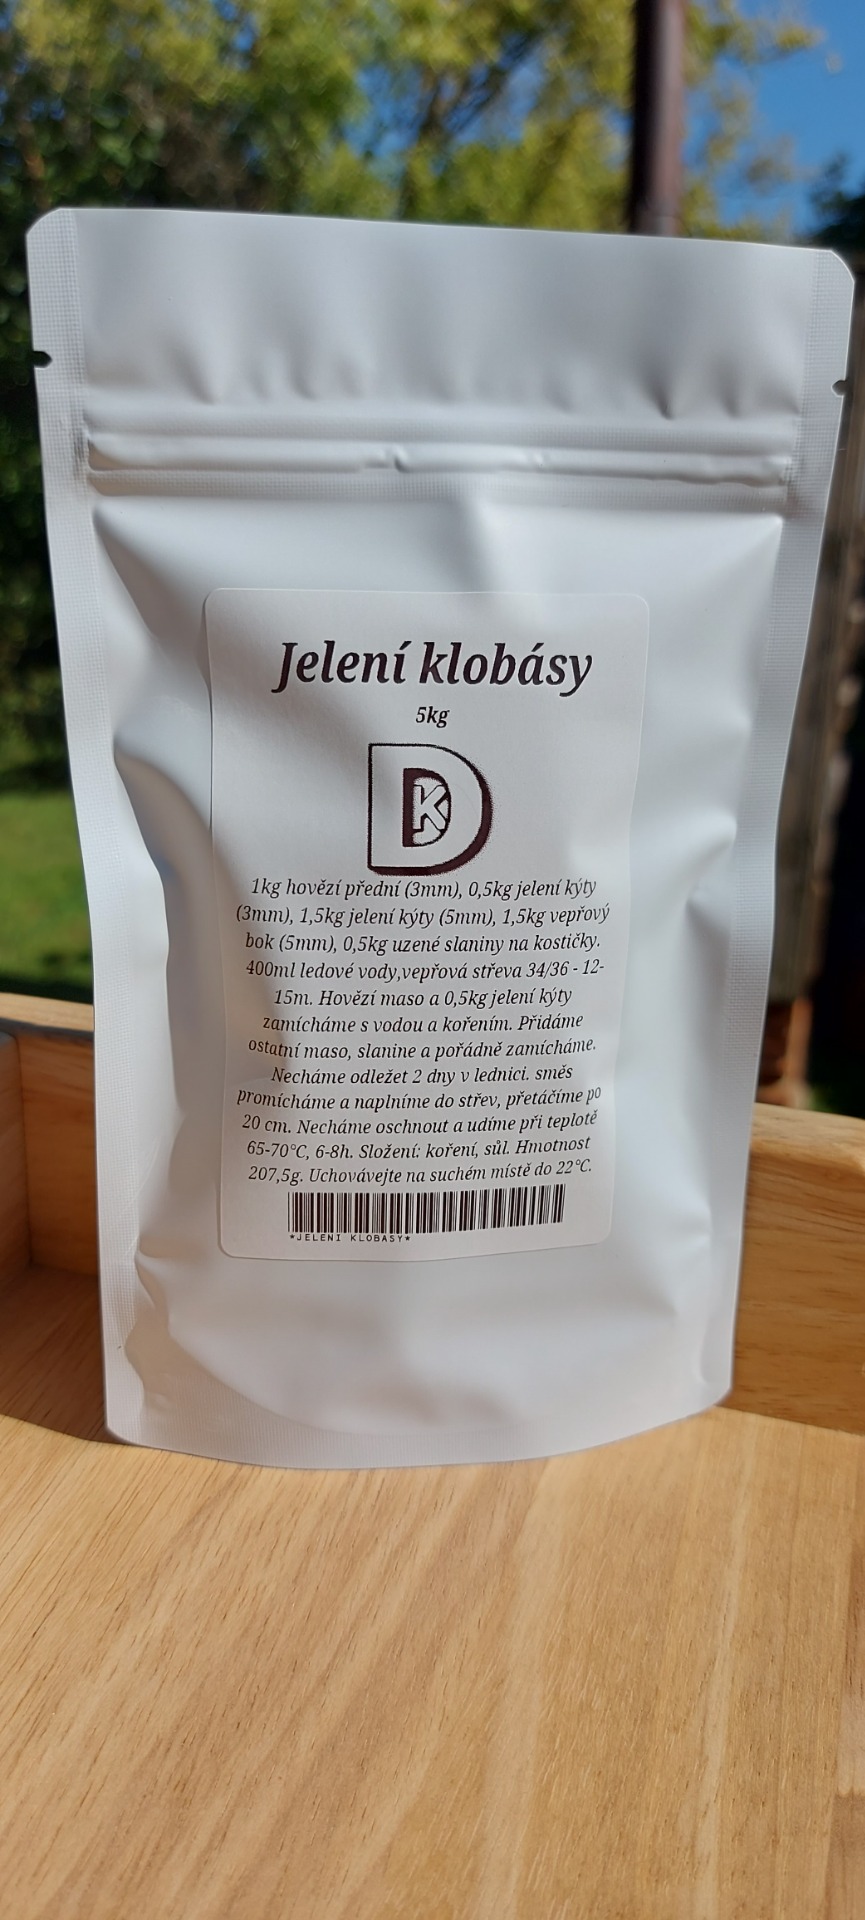 Jelení klobásy
5kg
DK
1kg hovězí přední (3mm), 0,5kg jelení kýty
(3mm), 1,5kg jelení kýty (5mm), 1,5kg vepřový
bok (5mm), 0,5kg uzené slaniny na kostičky.
400ml ledové vody,vepřová střeva 34/36 - 12-
15m. Hovězí maso a 0,5kg jelení kýty
zamícháme s vodou a kořením. Přidáme
ostatní maso, slanine a pořádně zamícháme.
Necháme odležet 2 dny v lednici. směs
promícháme a naplníme do střev, přetáčíme po
20 cm. Necháme oschnout a udíme při teplotě
65-70°C, 6-8h. Složení: koření, sůl. Hmotnost
207,5g. Uchovávejte na suchém místě do 22°C.
*JELENI KLOBASY*